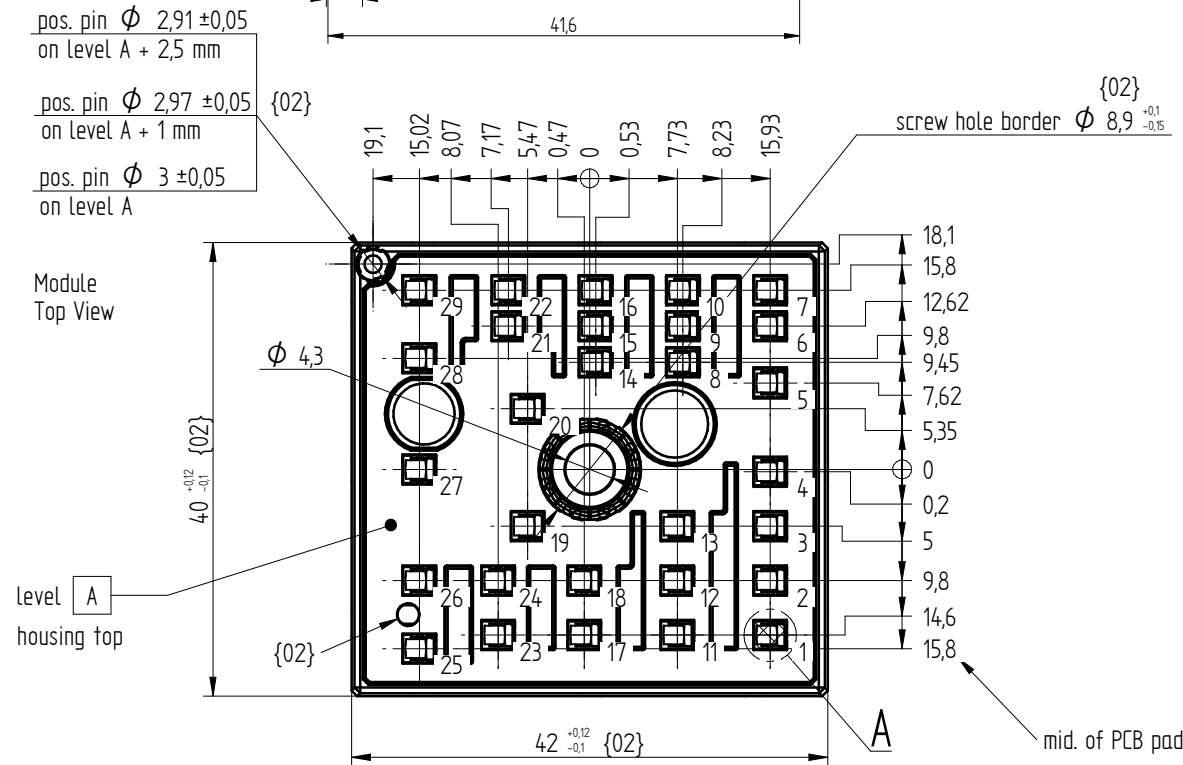 41,6
pos. pin ϕ 2,91 ±0,05
on level A + 2,5 mm
pos. pin ϕ 2,97 ±0,05 {02}
on level A + 1 mm
pos. pin ϕ 3 ±0,05
on level A
{02}
screw hole border ϕ 8,9 +0,1 -0,15
19,1 15,02 8,07 7,17 5,47 0,47 0 0,53 7,73 8,23 15,93
Module
Top View
ϕ 4,3
40 +0,12 -0,1 {02}
29 22 16 10 7
21 15 9 6
28 14 8
5
20
27 4
19 13 3
26 24 18 12 2
25 23 17 11 1
18,1
15,8
12,62
9,8
9,45
7,62
5,35
0
0,2
5
9,8
14,6
15,8
level A
housing top
{02}
A
mid. of PCB pad
42 +0,12 -0,1 {02}